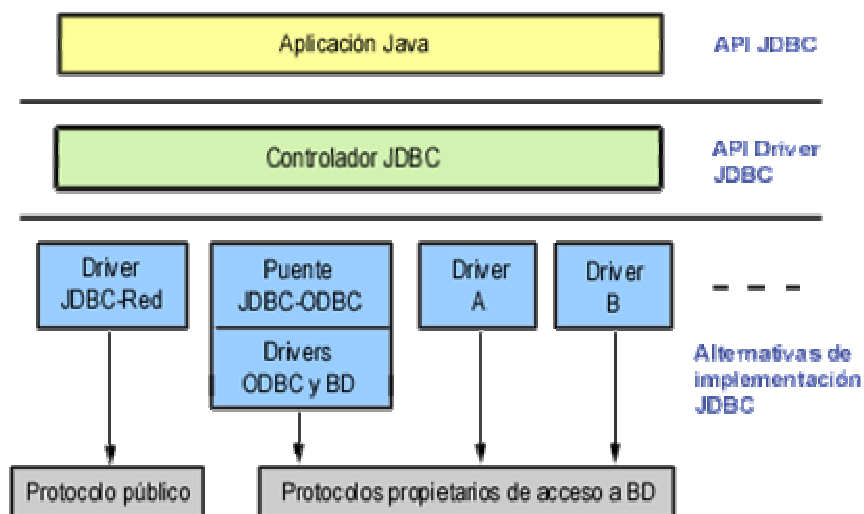 Aplicación Java
API JDBC
Controlador JDBC
API Driver
JDBC
Driver
JDBC-Red
Puente
JDBC-ODBC
Drivers
ODBC y BD
Driver
A
Driver
B
Alternativas de
implementación
JDBC
Protocolo público
Protocolos propietarios de acceso a BD